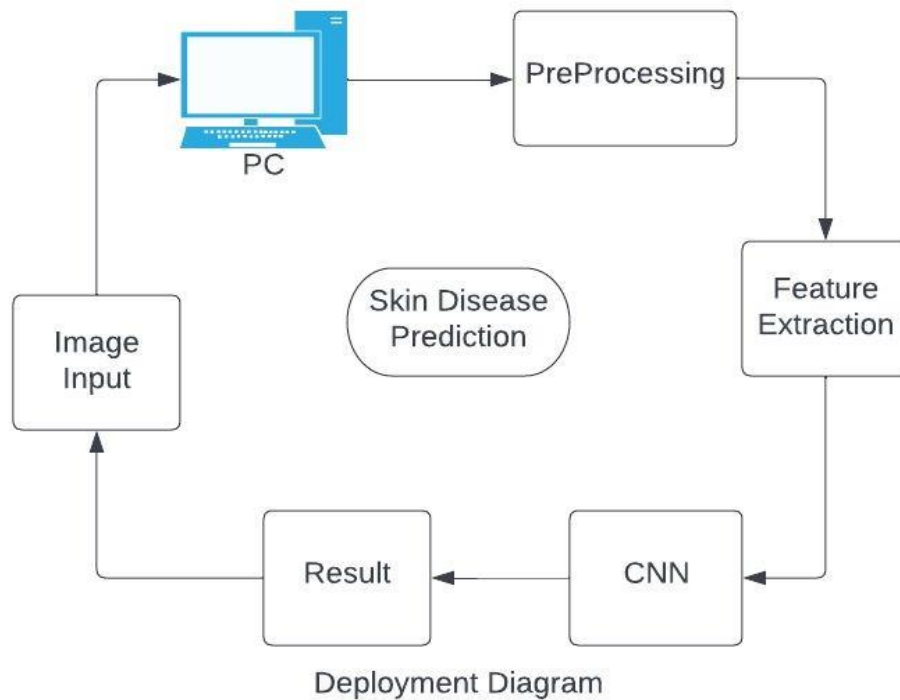 PreProcessing
PC
Feature
Extraction
Skin Disease
Prediction
Image
Input
Result
CNN
Deployment Diagram